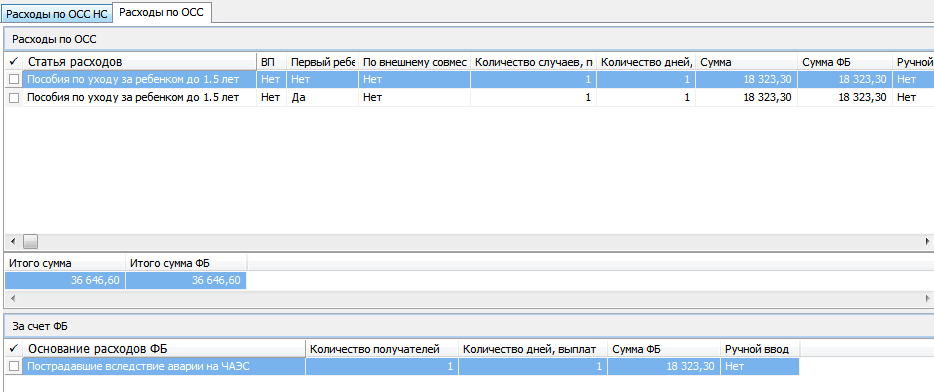 Расходы по ОСС НС Расходы по ОСС
Расходы по ОСС
Статья расходов ВП Первый ребе По внешнему совмес Количество случаев, п Количество дней, Сумма Сумма ФБ Ручной
Пособия по уходу за ребенком до 1.5 лет Нет Нет Нет 1 1 18 323,30 18 323,30 Нет
Пособия по уходу за ребенком до 1.5 лет Нет Да Нет 1 1 18 323,30 18 323,30 Нет
Итого сумма Итого сумма ФБ
36 646,60 36 646,60
За счет ФБ
Основание расходов ФБ Количество получателей Количество дней, выплат Сумма ФБ Ручной ввод
Пострадавшие вследствие аварии на ЧАЭС 1 1 18 323,30 Нет